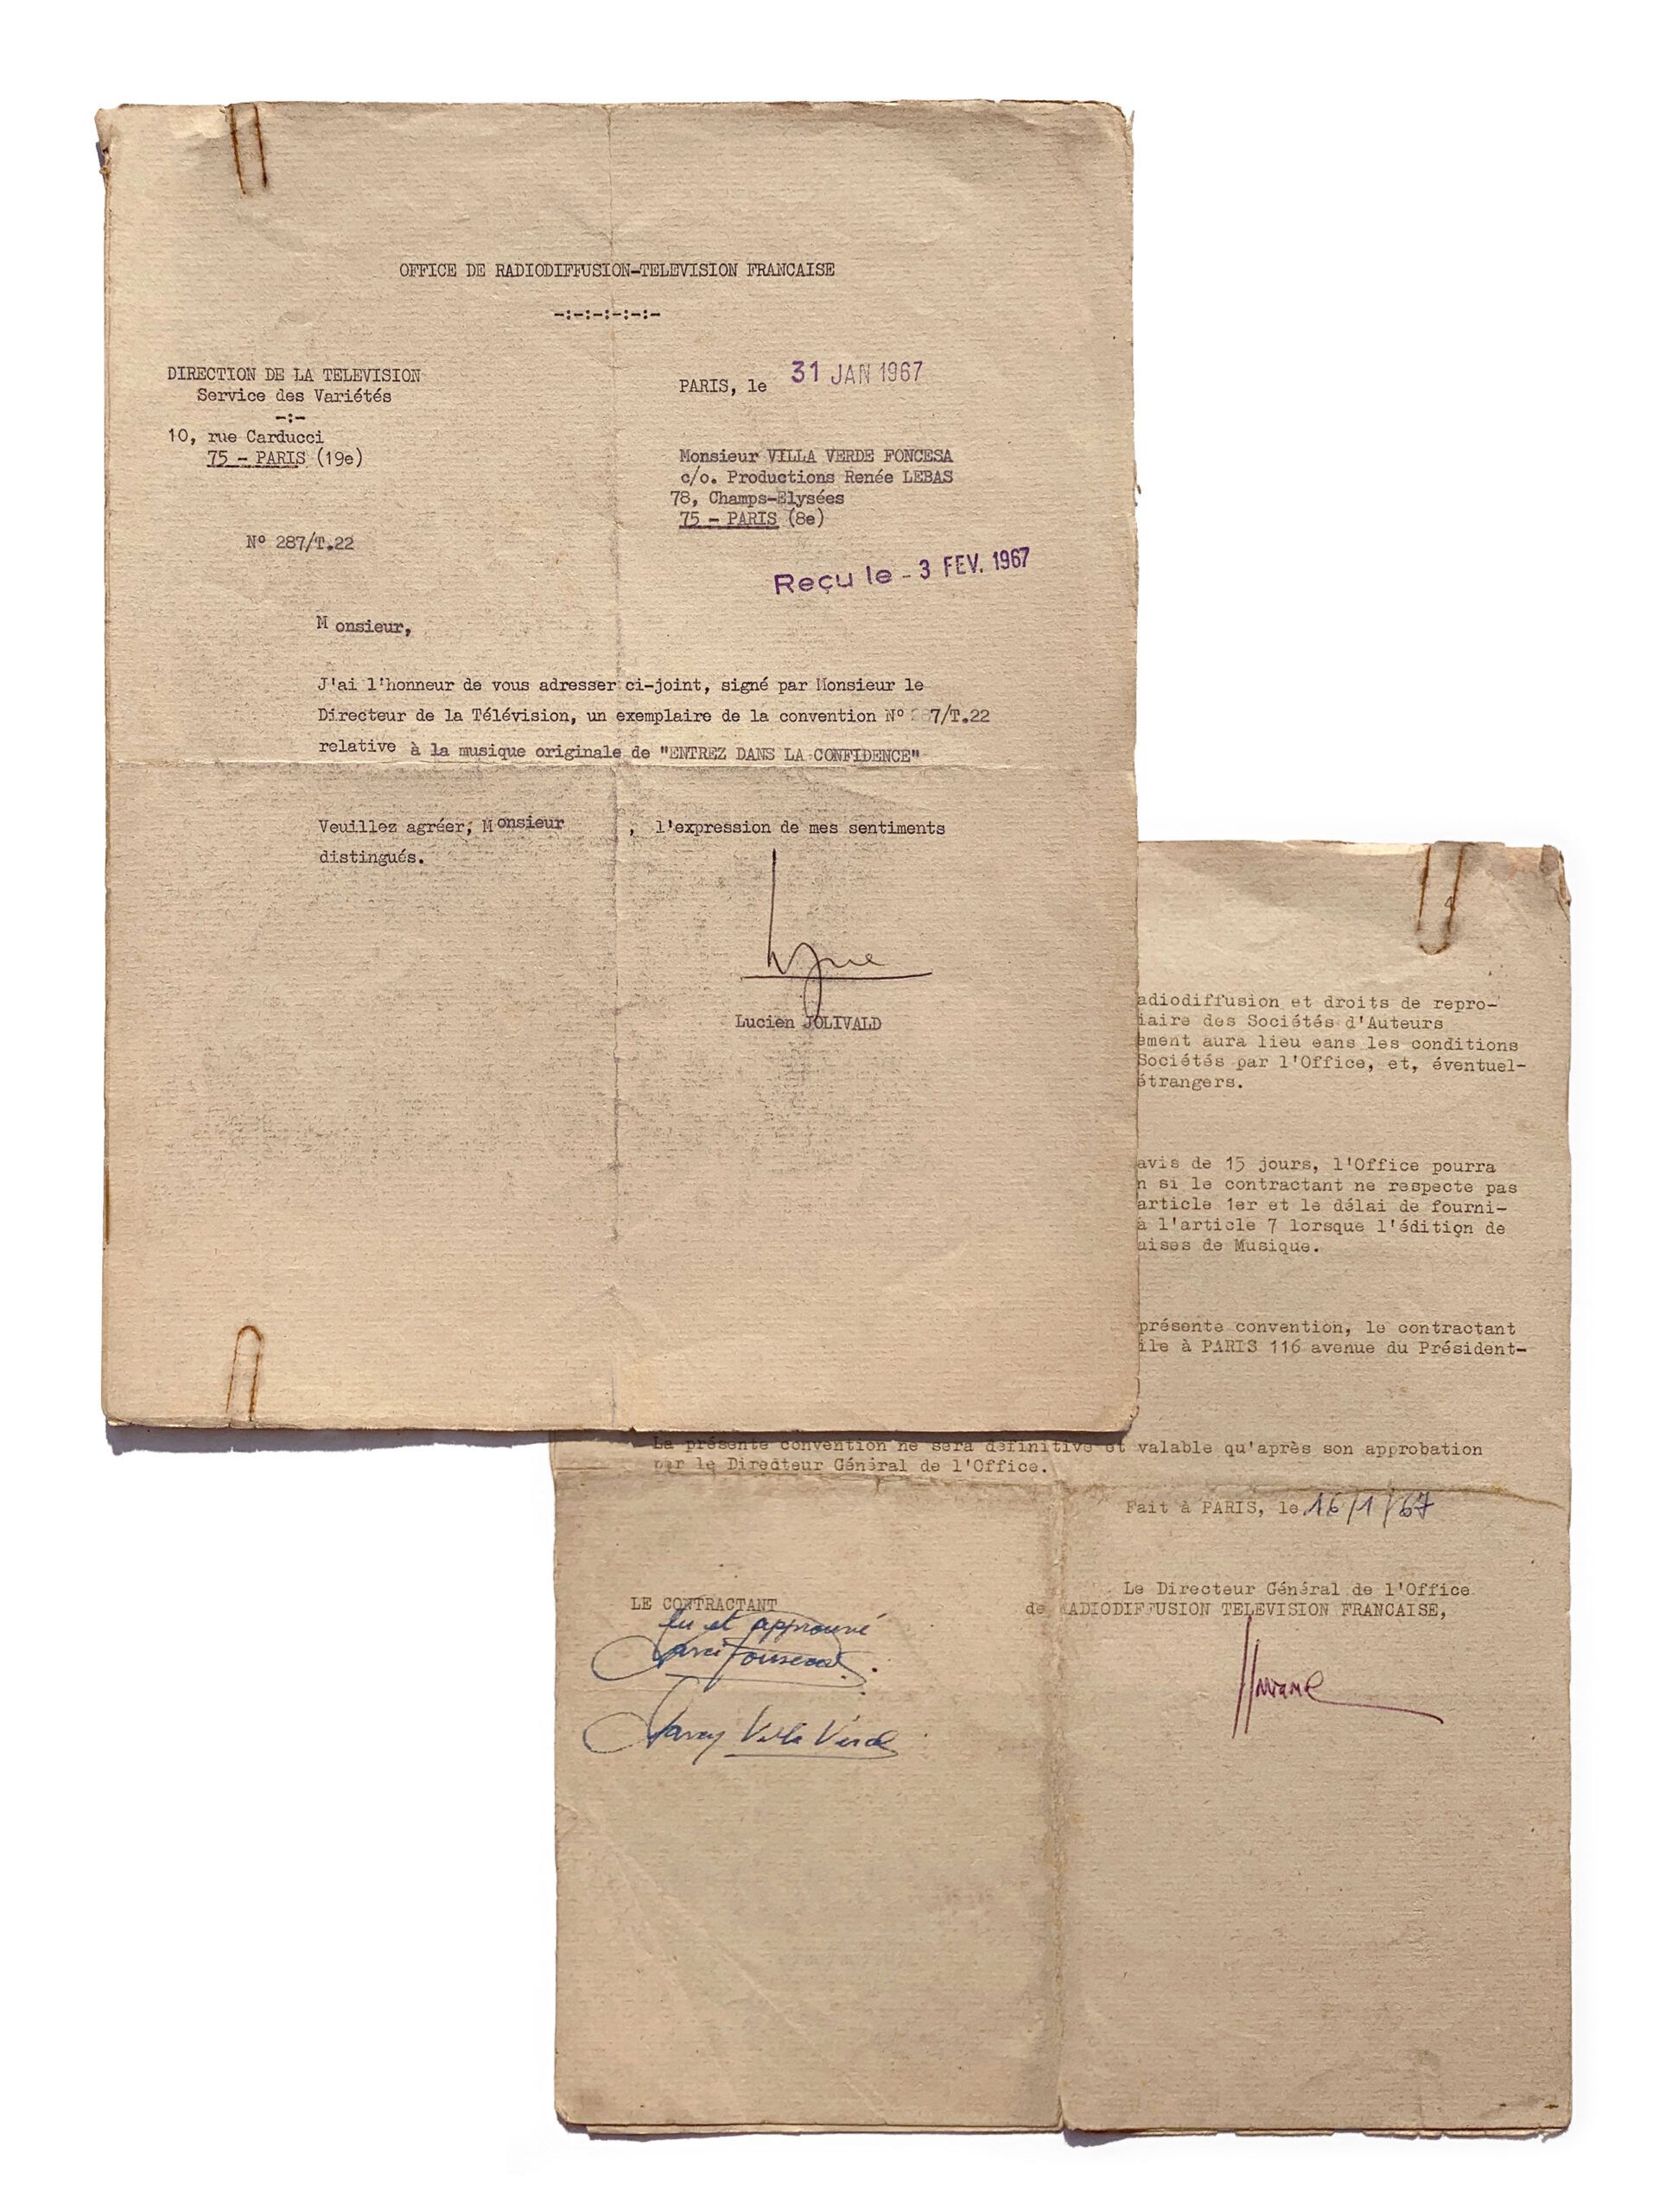 OFFICE DE RADIODIFFUSION-TELEVISION FRANCAISE
-:-:-:-:-:-
DIRECTION DE LA TELEVISION
Service des Variétés
-:-
10, rue Carducci
75 - PARIS (19e)
PARIS, le 31 JAN 1967
Monsieur VILLA VERDE FONCESA
c/o. Productions Renée LEBAS
78, Champs-Elysées
75 - PARIS (8e)
N° 287/T.22
Reçu le - 3 FEV. 1967
Monsieur,
J'ai l'honneur de vous adresser ci-joint, signé par Monsieur le
Directeur de la Télévision, un exemplaire de la convention N° 287/T.22
relative à la musique originale de "ENTREZ DANS LA CONFIDENCE"
Veuillez agréer, Monsieur , l'expression de mes sentiments
distingués.
Lucien JOLIVALD
adiodiffusion et droits de repro-
iaire des Sociétés d'Auteurs
ement aura lieu eans les conditions
Sociétés par l'Office, et, éventuel-
étrangers.
avis de 15 jours, l'Office pourra
n si le contractant ne respecte pas
article 1er et le délai de fourni-
à l'article 7 lorsque l'édition de
aises de Musique.
présente convention, le contractant
ile à PARIS 116 avenue du Président-
La présente convention ne sera définitive et valable qu'après son approbation
par le Directeur Général de l'Office.
Fait à PARIS, le 16/1/67
LE CONTRACTANT
lu et approuvé
Villa Verde
Le Directeur Général de l'Office
de RADIODIFFUSION TELEVISION FRANCAISE,